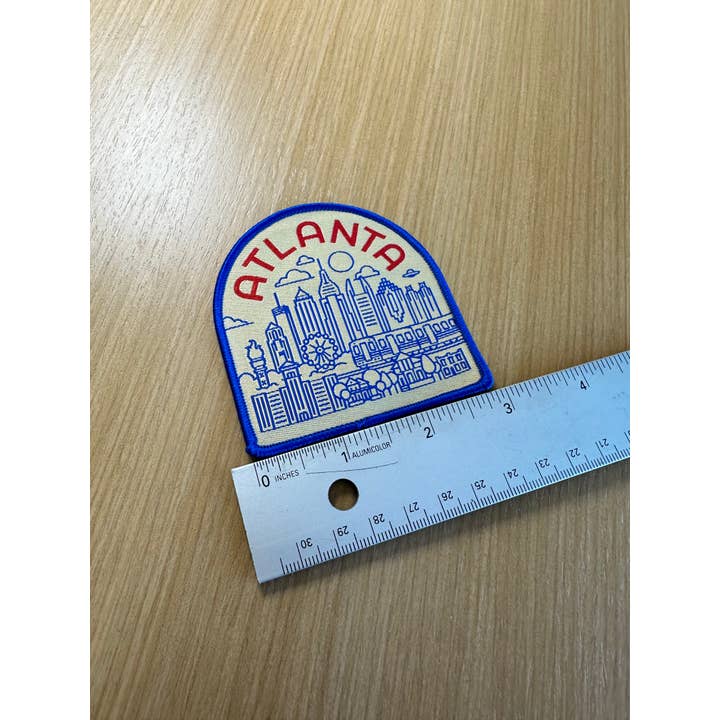 ATLANTA
0 1 2 3 4
INCHES ALUMICOLOR
30 29 28 27 26 25 24 23 22 21